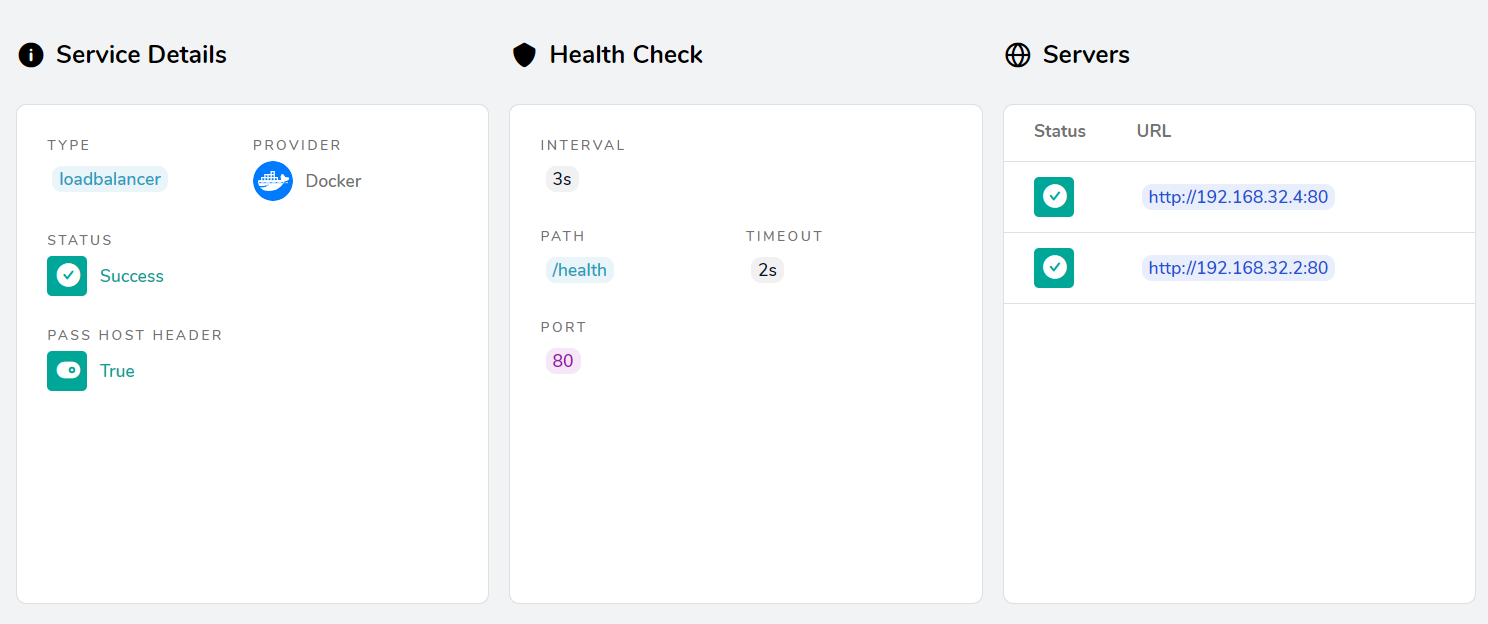 Service Details
TYPE
loadbalancer
PROVIDER
Docker
STATUS
Success
PASS HOST HEADER
True
Health Check
INTERVAL
3s
PATH
/health
TIMEOUT
2s
PORT
80
Servers
Status URL
http://192.168.32.4:80
http://192.168.32.2:80